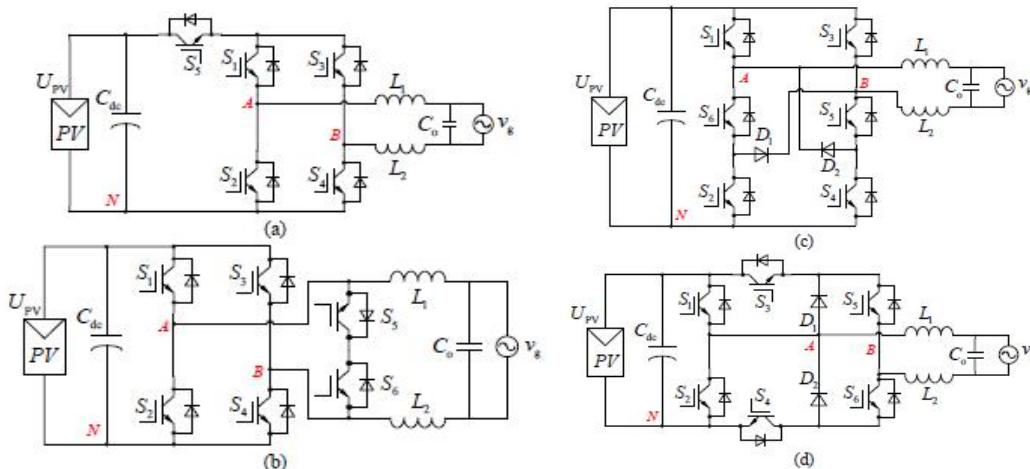 S5
UPV
PV
Cdc
S1
S3
A
B
L1
Co
vg
L2
S2
S4
N
(a)
UPV
PV
Cdc
S1
S3
A
B
L1
S5
S6
Co
vg
L2
S2
S4
N
(b)
S1
S3
UPV
PV
Cdc
A
B
L1
Co
vg
L2
S6
S5
D1
D2
S2
S4
N
(c)
UPV
PV
Cdc
S1
S3
S5
D1
A
B
L1
Co
v
L2
D2
S2
S4
S6
N
(d)